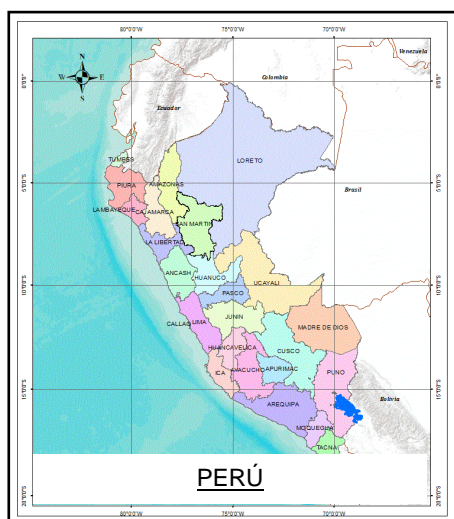 80°0'0"W 75°0'0"W 70°0'0"W
Venezuela
N
W E
S
Colombia
0°0'0"
Ecuador
TUMBES
LORETO
5°0'0"S
PIURA
AMAZONAS
Brasil
LAMBAYEQUE
CAJAMARCA
SAN MARTIN
LA LIBERTAD
ANCASH
HUANUCO
UCAYALI
10°0'0"S
PASCO
CALLAO
LIMA
JUNIN
MADRE DE DIOS
HUANCAVELICA
CUSCO
ICA
AYACUCHO
APURIMAC
PUNO
15°0'0"S
AREQUIPA
Bolivia
MOQUEGUA
TACNA
PERÚ
20°0'0"S
80°0'0"W 75°0'0"W 70°0'0"W